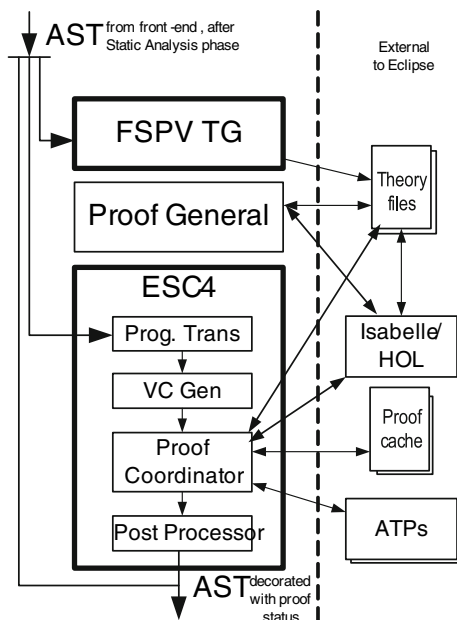 AST from front-end, after
Static Analysis phase
External
to Eclipse
FSPV TG
Theory
files
Proof General
ESC4
Prog. Trans
Isabelle/
HOL
VC Gen
Proof
cache
Proof
Coordinator
ATPs
Post Processor
AST decorated
with proof
status